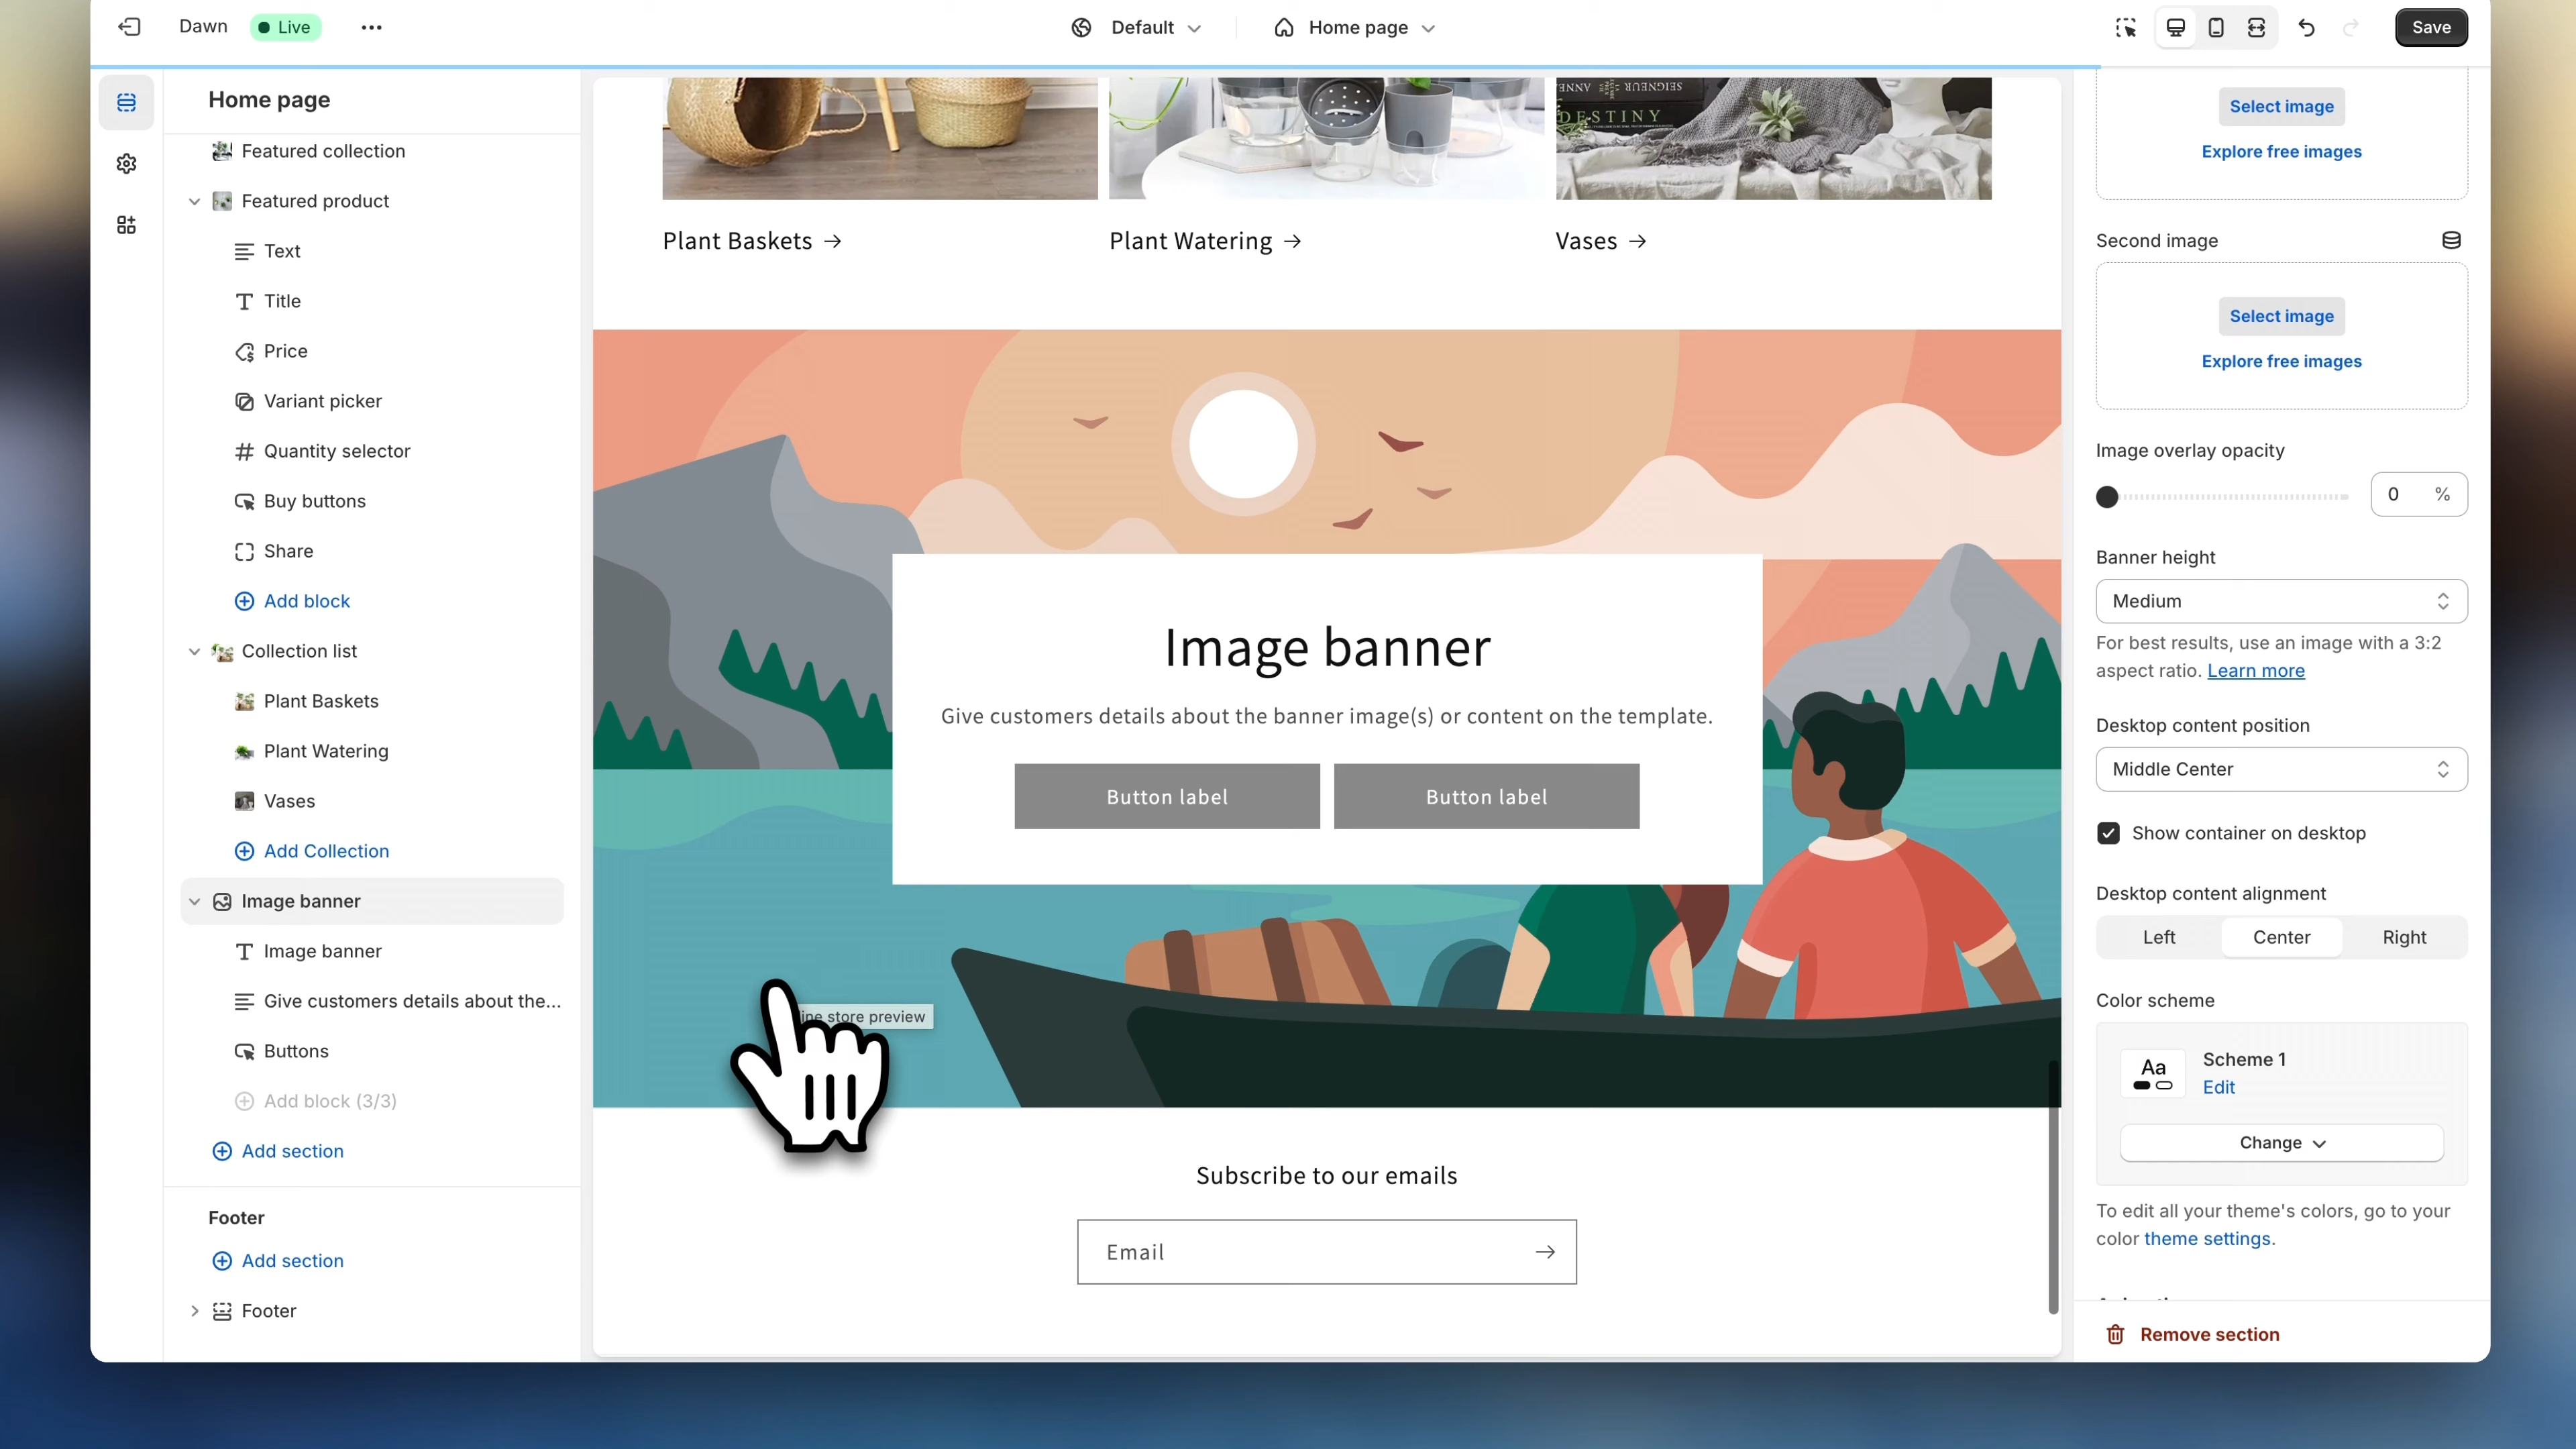 Dawn
Live
Default
Home page
Save
Home page
Featured collection
Featured product
Text
Title
Price
Variant picker
Quantity selector
Buy buttons
Share
Add block
Collection list
Plant Baskets
Plant Watering
Vases
Add Collection
Image banner
Image banner
Give customers details about the...
Buttons
Add block (3/3)
Add section
Footer
Add section
Footer
DESTINY
Plant Baskets →
Plant Watering →
Vases →
Image banner
Give customers details about the banner image(s) or content on the template.
Button label
Button label
store preview
Subscribe to our emails
Email
Select image
Explore free images
Second image
Select image
Explore free images
Image overlay opacity
0 %
Banner height
Medium
For best results, use an image with a 3:2
aspect ratio. Learn more
Desktop content position
Middle Center
Show container on desktop
Desktop content alignment
Left Center Right
Color scheme
Aa
Scheme 1
Edit
Change
To edit all your theme's colors, go to your
color theme settings.
Remove section